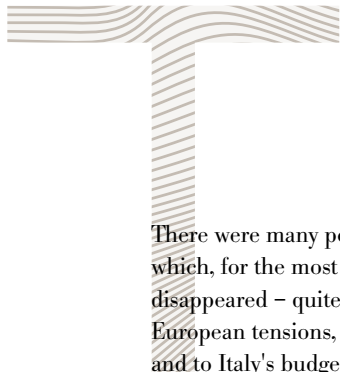 T
There were many
which, for the most
disappeared – quite
European tensions,
and to Italy's